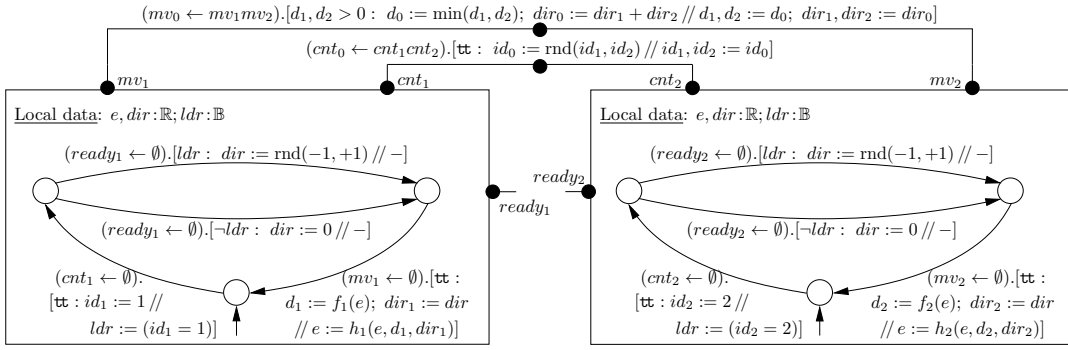 (mv₀ ← mv₁mv₂).[d₁, d₂ > 0 : d₀ := min(d₁, d₂); dir₀ := dir₁ + dir₂ // d₁, d₂ := d₀; dir₁, dir₂ := dir₀]
(cnt₀ ← cnt₁cnt₂).[tt : id₀ := rnd(id₁, id₂) // id₁, id₂ := id₀]
mv₁
cnt₁
cnt₂
mv₂
Local data: e, dir : ℝ; ldr : 𝔹
(ready₁ ← ∅).[ldr : dir := rnd(−1, +1) // −]
(ready₁ ← ∅).[¬ldr : dir := 0 // −]
(cnt₁ ← ∅).
[tt : id₁ := 1 //
ldr := (id₁ = 1)]
(mv₁ ← ∅).[tt :
d₁ := f₁(e); dir₁ := dir
// e := h₁(e, d₁, dir₁)]
ready₂
ready₁
Local data: e, dir : ℝ; ldr : 𝔹
(ready₂ ← ∅).[ldr : dir := rnd(−1, +1) // −]
(ready₂ ← ∅).[¬ldr : dir := 0 // −]
(cnt₂ ← ∅).
[tt : id₂ := 2 //
ldr := (id₂ = 2)]
(mv₂ ← ∅).[tt :
d₂ := f₂(e); dir₂ := dir
// e := h₂(e, d₂, dir₂)]